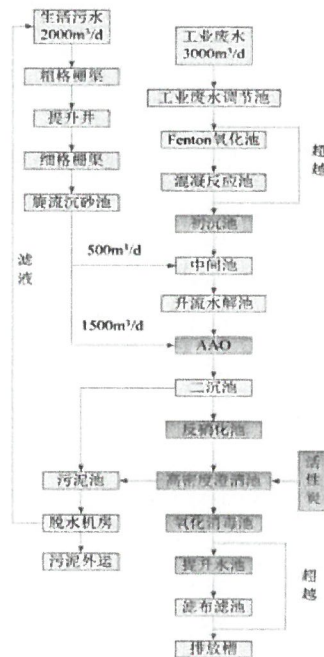 生活污水
2000m³/d
粗格栅渠
提升井
细格栅渠
旋流沉砂池
滤液
500m³/d
1500m³/d
工业废水
3000m³/d
工业废水调节池
Fenton氧化池
混凝反应池
超越
初沉池
中间池
升流水解池
AAO
二沉池
反硝化池
高密度澄清池
活性炭
氧化消毒池
提升水池
滤布滤池
超越
排放槽
污泥池
脱水机房
污泥外运